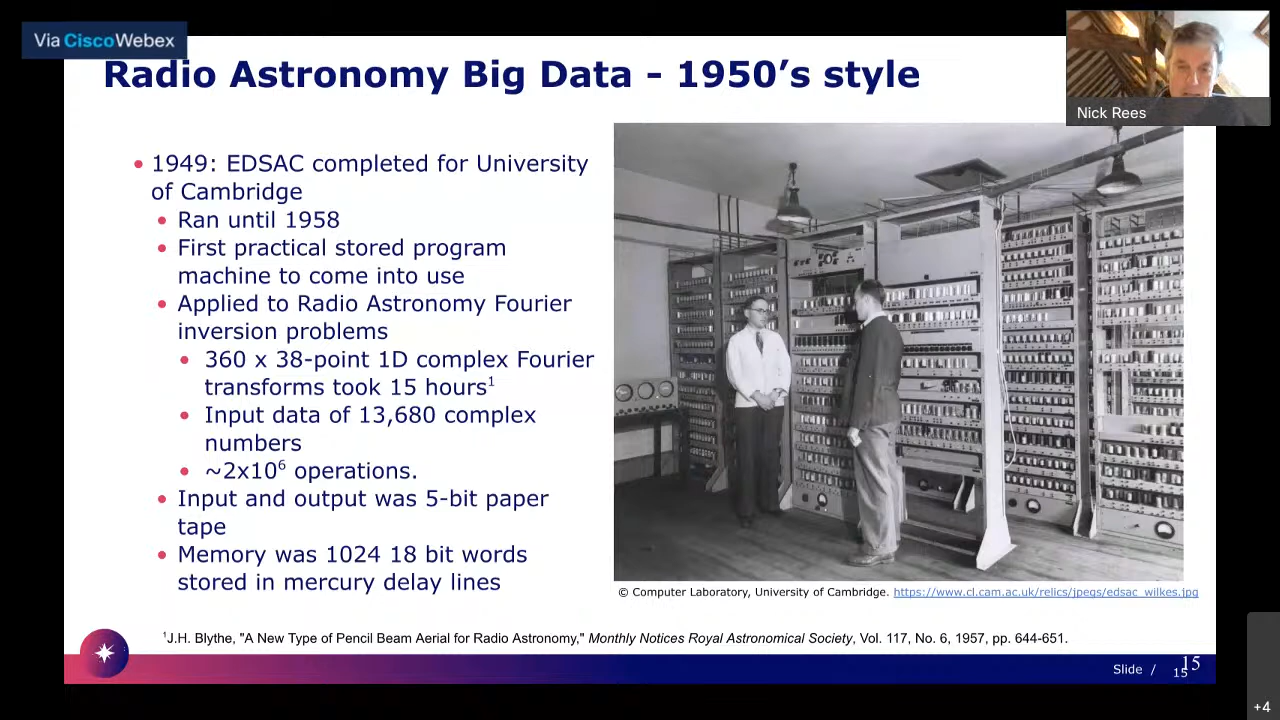 Via CiscoWebex
Radio Astronomy Big Data - 1950’s style
Nick Rees
• 1949: EDSAC completed for University
of Cambridge
• Ran until 1958
• First practical stored program
machine to come into use
• Applied to Radio Astronomy Fourier
inversion problems
• 360 x 38-point 1D complex Fourier
transforms took 15 hours¹
• Input data of 13,680 complex
numbers
• ~2x10⁶ operations.
• Input and output was 5-bit paper
tape
• Memory was 1024 18 bit words
stored in mercury delay lines
© Computer Laboratory, University of Cambridge. https://www.cl.cam.ac.uk/relics/jpegs/edsac_wilkes.jpg
¹J.H. Blythe, "A New Type of Pencil Beam Aerial for Radio Astronomy," Monthly Notices Royal Astronomical Society, Vol. 117, No. 6, 1957, pp. 644-651.
Slide / 15 15
+4